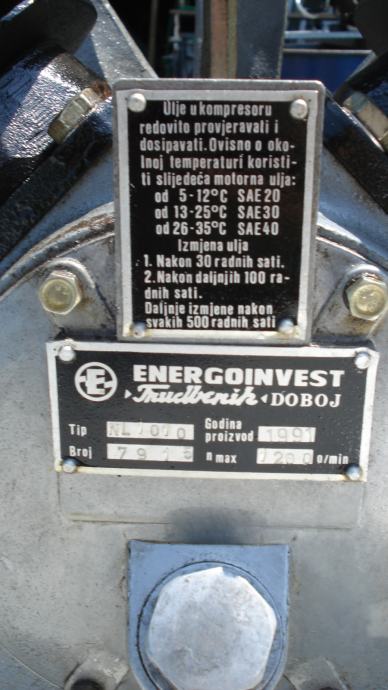 Ulje u kompresoru
redovito provjeravati i
dosipavati. Ovisno o oko-
lnoj temperaturi koristi-
ti slijedeća motorna ulja:
od 5-12°C SAE20
od 13-25°C SAE30
od 26-35°C SAE40
Izmjena ulja
1. Nakon 30 radnih sati.
2. Nakon daljnjih 100 ra-
dnih sati.
Daljnje izmjene nakon
svakih 500 radnih sati
E ENERGOINVEST
Trudbenik DOBOJ
Tip Godina
proizvod 1991
Broj 7915 n max 1200 o/min